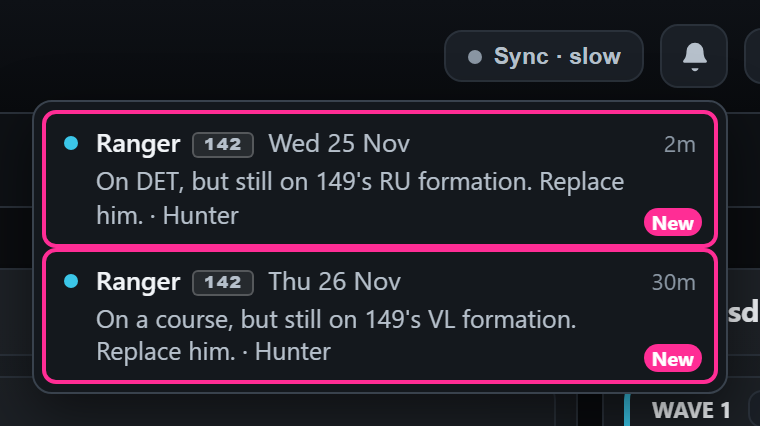 Sync · slow
Ranger 142 Wed 25 Nov 2m
On DET, but still on 149's RU formation. Replace
him. · Hunter
New
Ranger 142 Thu 26 Nov 30m
On a course, but still on 149's VL formation.
Replace him. · Hunter
New
sd
WAVE 1